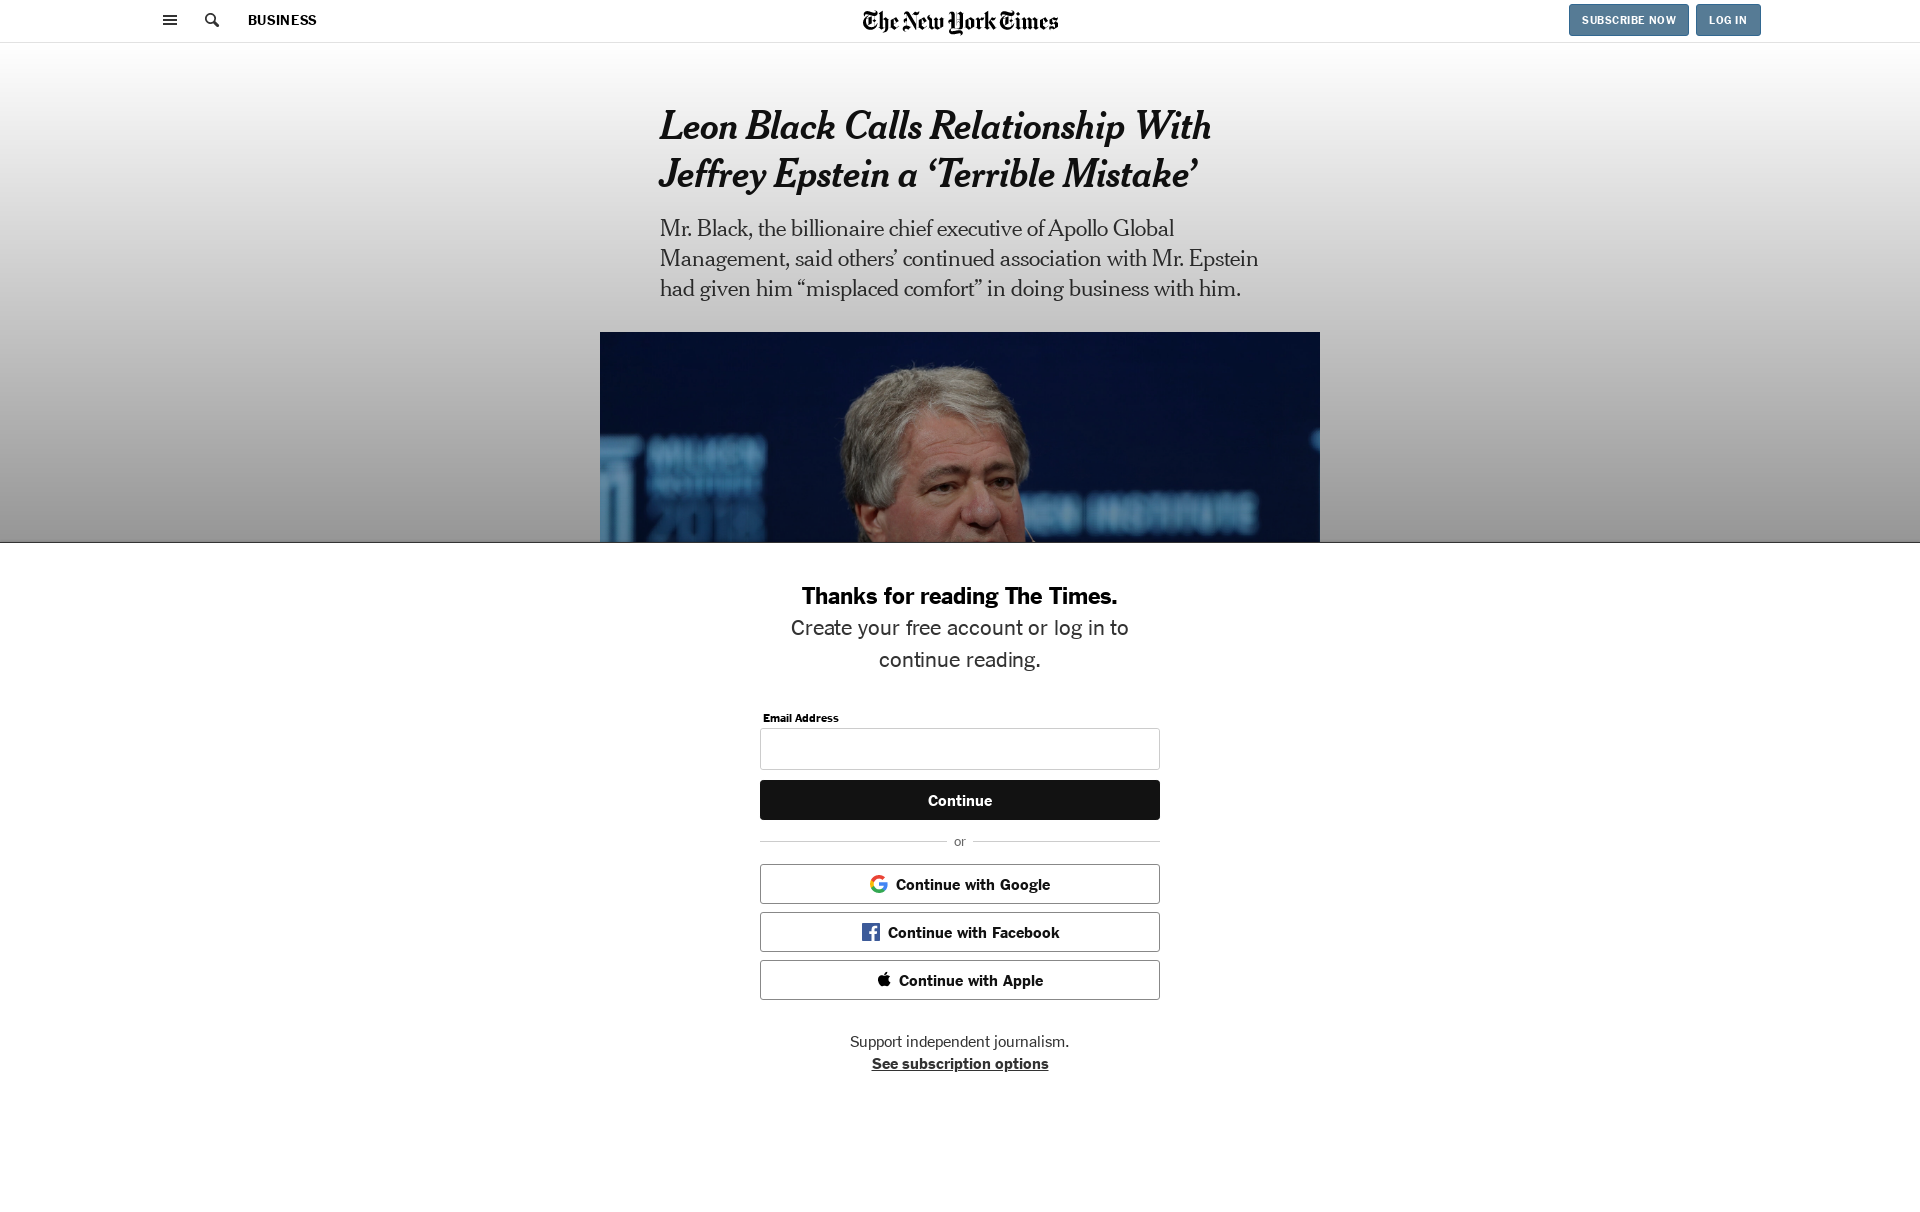 BUSINESS
The New York Times
SUBSCRIBE NOW
LOG IN
Leon Black Calls Relationship With
Jeffrey Epstein a ‘Terrible Mistake’
Mr. Black, the billionaire chief executive of Apollo Global
Management, said others’ continued association with Mr. Epstein
had given him “misplaced comfort” in doing business with him.
2018
INSTITUTE
Thanks for reading The Times.
Create your free account or log in to
continue reading.
Email Address
Continue
or
Continue with Google
Continue with Facebook
Continue with Apple
Support independent journalism.
See subscription options